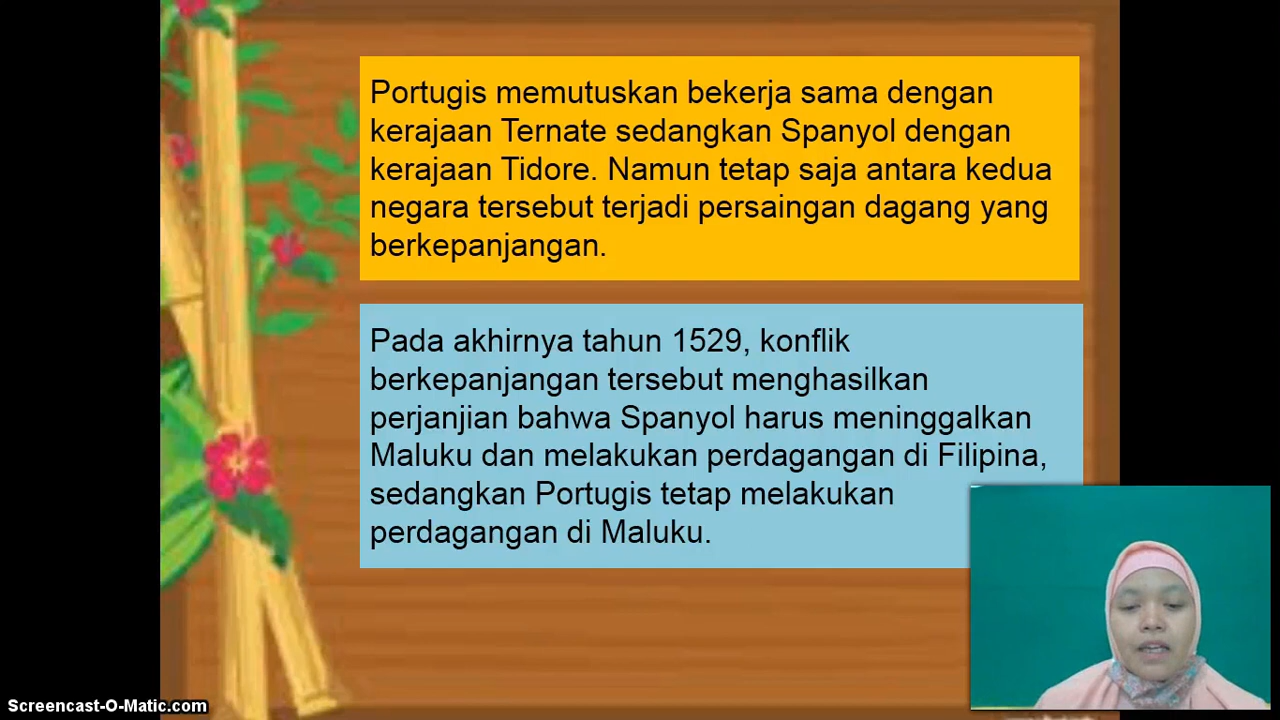 Portugis memutuskan bekerja sama dengan
kerajaan Ternate sedangkan Spanyol dengan
kerajaan Tidore. Namun tetap saja antara kedua
negara tersebut terjadi persaingan dagang yang
berkepanjangan.
Pada akhirnya tahun 1529, konflik
berkepanjangan tersebut menghasilkan
perjanjian bahwa Spanyol harus meninggalkan
Maluku dan melakukan perdagangan di Filipina,
sedangkan Portugis tetap melakukan
perdagangan di Maluku.
Screencast-O-Matic.com